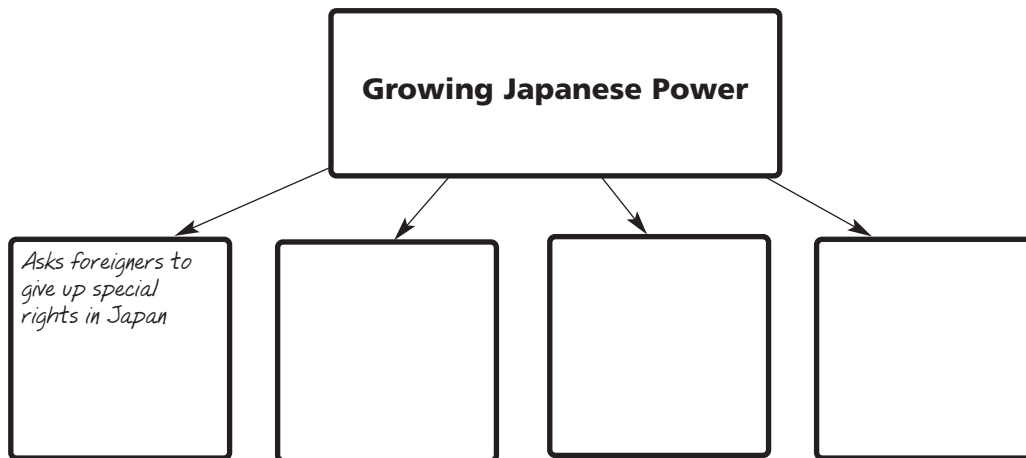 Growing Japanese Power
Asks foreigners to
give up special
rights in Japan